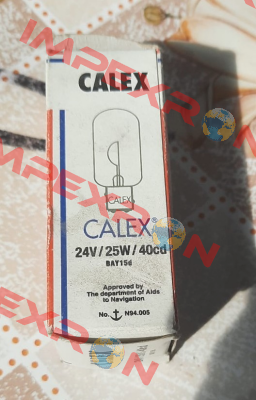 CALEX
CALEX
CALEX®
24V/25W/40cd
BAY15d
Approved by
The department of Aids
to Navigation
No. N94.005
IMPEXRON
IMPEXRON
IMPEXRON